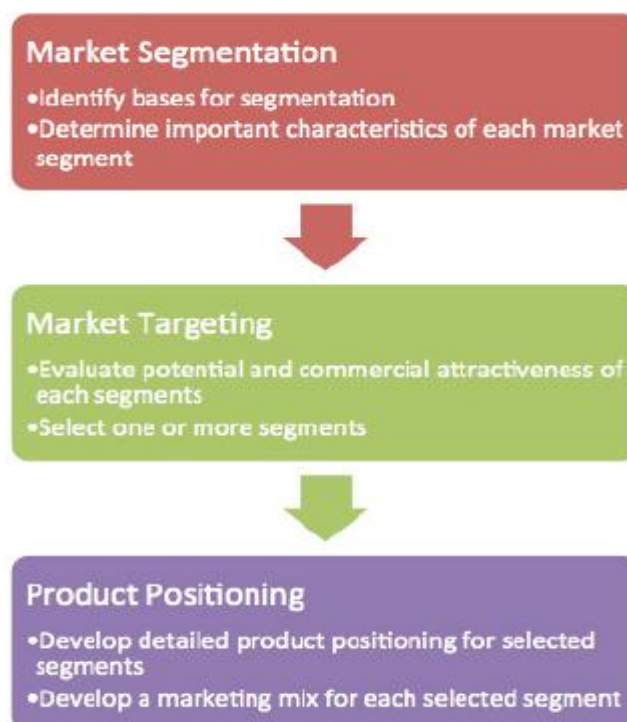 Market Segmentation
•Identify bases for segmentation
•Determine important characteristics of each market
segment
Market Targeting
•Evaluate potential and commercial attractiveness of
each segments
•Select one or more segments
Product Positioning
•Develop detailed product positioning for selected
segments
•Develop a marketing mix for each selected segment